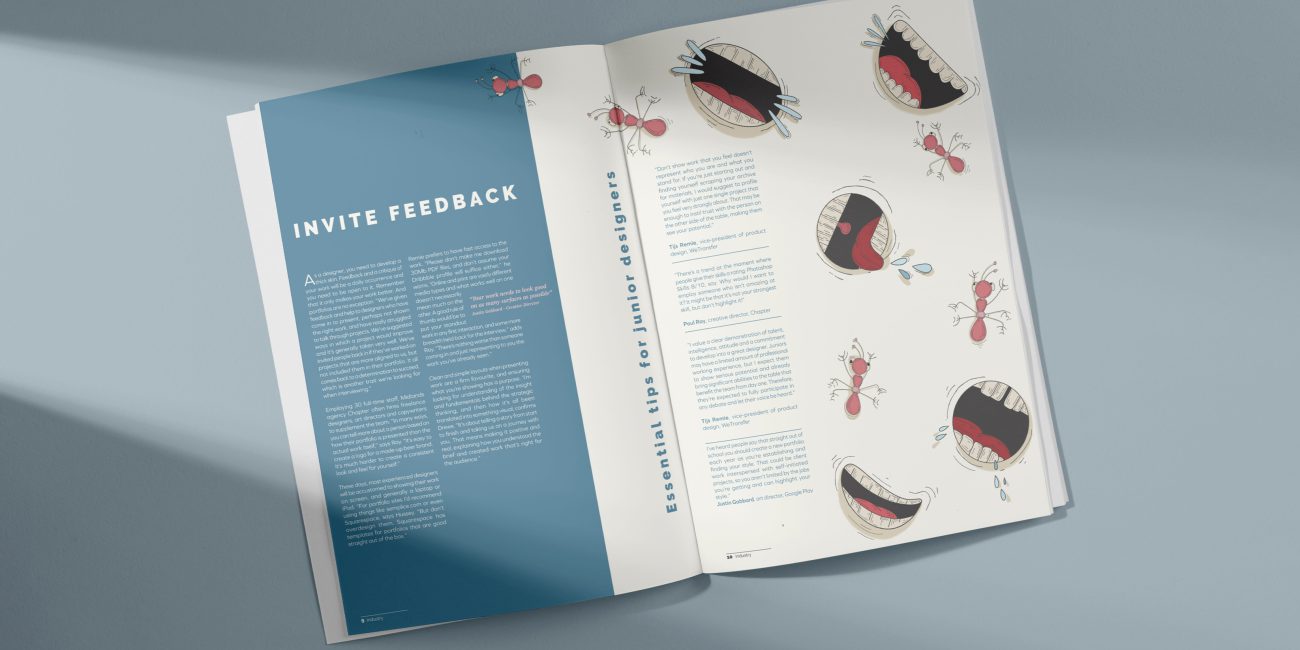 INVITE FEEDBACK
As a designer, you need to develop a
thick skin. Feedback and a critique of
your work will be a daily occurrence and
you need to be open to it. Remember
that it only makes your work better. And
portfolios are no exception. "We've given
feedback and help to designers who have
come in to present, perhaps not shown
the right work, and have really struggled
to talk through projects. We've suggested
ways in which a project would improve
and it's generally taken very well. We've
invited people back in if they've worked on
projects that are more aligned to us, but
not included them in their portfolio. It all
comes back to a determination to succeed,
which is another trait we're looking for
when interviewing."
Employing 30 full-time staff, Midlands
agency Chapter often hires freelance
designers, art directors and copywriters
to supplement the team. "In many ways,
you can tell more about a person based on
how their portfolio is presented than the
actual work itself," says Roy. "It's easy to
create a logo for a made-up beer brand.
It's much harder to create a consistent
look and feel for yourself."
These days, most experienced designers
will be accustomed to showing their work
on screen, and generally a laptop or
iPad. "For portfolio sites, I'd recommend
using things like semplice.com or even
Squarespace, says Hussey. "But don't
overdesign them. Squarespace has
templates for portfolios that are good
straight out of the box."
Remie prefers to have fast access to the
work. "Please don't make me download
30Mb PDF files, and don't assume your
Dribbble profile will suffice either," he
warns. "Online and print are vastly different
media types and what works well on one
doesn't necessarily
mean much on the
other. A good rule of
thumb would be to
put your standout
work in any first interaction, and some more
breadth held back for the interview," adds
Roy. "There's nothing worse than someone
coming in and just representing to you the
work you've already seen."
"Your work needs to look good
on as many surfaces as possible"
Justin Gabbard - Creative Director
Clean and simple layouts when presenting
work are a firm favourite, and ensuring
what you're showing has a purpose. "I'm
looking for understanding of the insight
and fundamentals behind the strategic
thinking, and then how it's all been
translated into something visual, confirms
Drewe. "It's about telling a story from start
to finish and taking us on a journey with
you. That means making it positive and
real, explaining how you understood the
brief and created work that's right for
the audience."
9 Industry
Essential tips for junior designers
"Don't show work that you feel doesn't
represent who you are and what you
stand for. If you're just starting out and
finding yourself scraping your archive
for materials, I would suggest to profile
yourself with just one single project that
you feel very strongly about. That may be
enough to instil trust with the person on
the other side of the table, making them
see your potential."
Tijs Remie, vice-president of product
design, WeTransfer
"There's a trend at the moment where
people give their skills a rating: Photoshop
Skills 8/10, say. Why would I want to
employ someone who isn't amazing at
it? It might be that it's not your strongest
skill, but don't highlight it!"
Paul Roy, creative director, Chapter
"I value a clear demonstration of talent,
intelligence, attitude and a commitment
to develop into a great designer. Juniors
may have a limited amount of professional
working experience, but I expect them
to show serious potential and already
bring significant abilities to the table that
benefit the team from day one. Therefore,
they're expected to fully participate in
any debate and let their voice be heard."
Tijs Remie, vice-president of product
design, WeTransfer
I've heard people say that straight out of
school you should create a new portfolio
each year as you're establishing and
finding your style. That could be client
work interspersed with self-initiated
projects, so you aren't limited by the jobs
you're getting and can highlight your
style."
Justin Gabbard, art director, Google Play
10 Industry